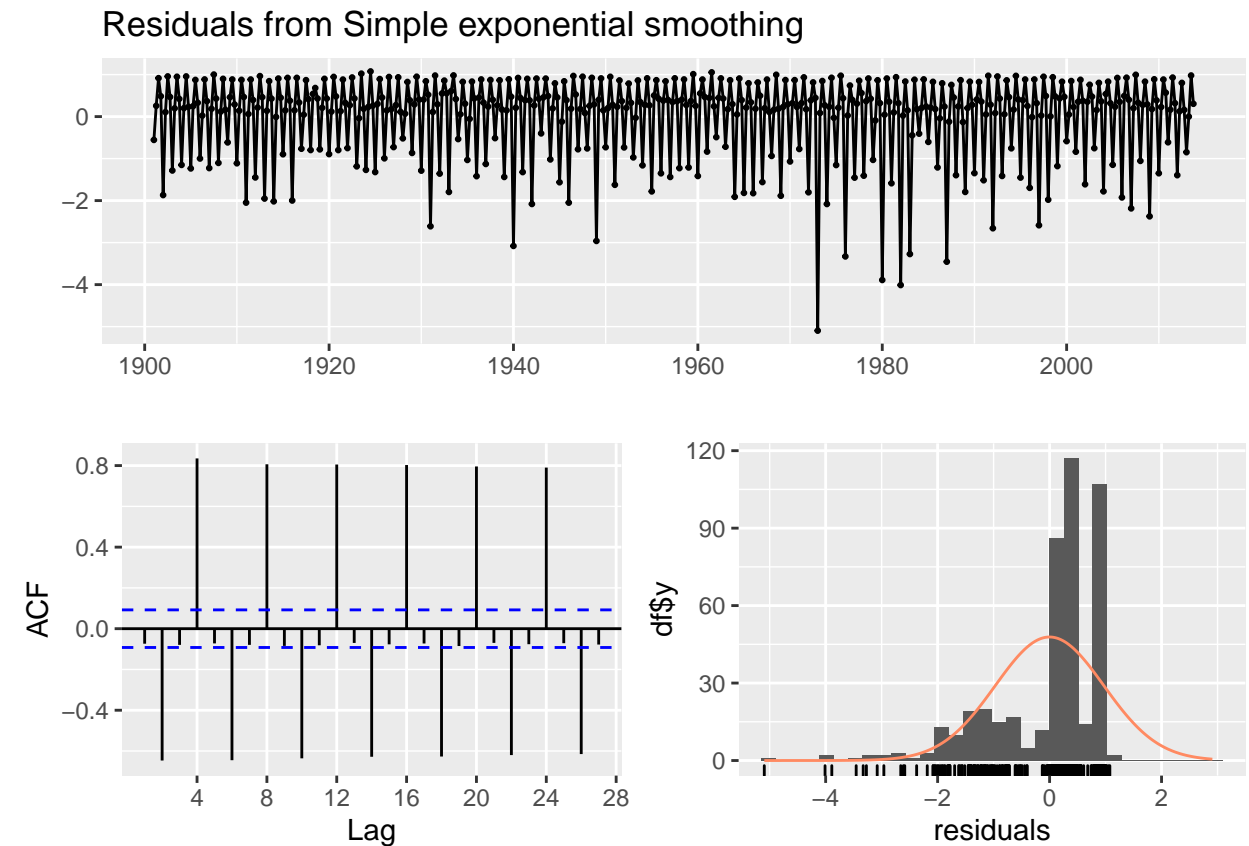 Residuals from Simple exponential smoothing
0
−2
−4
1900 1920 1940 1960 1980 2000
ACF
0.8
0.4
0.0
−0.4
4 8 12 16 20 24 28
Lag
df$y
120
90
60
30
0
−4 −2 0 2
residuals